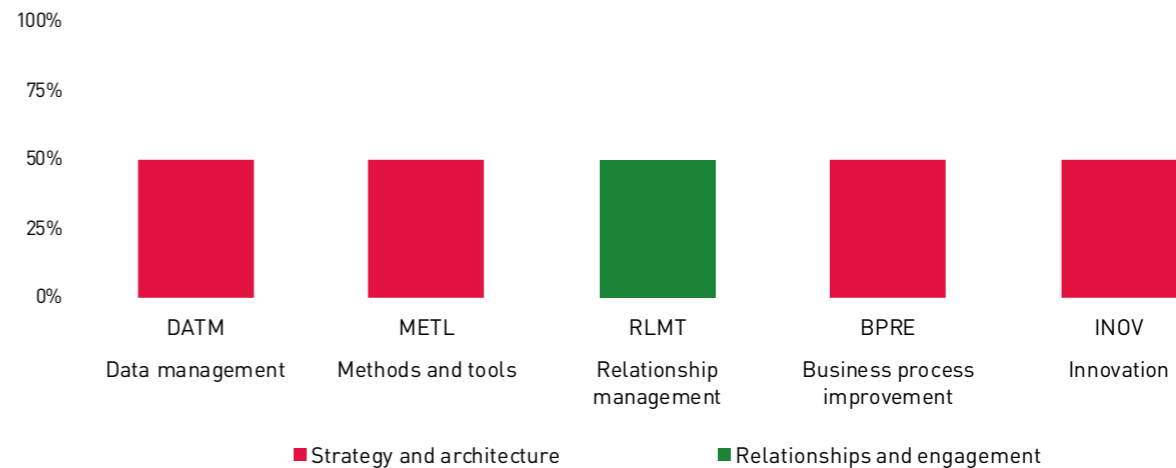 100%
75%
50%
25%
0%
DATM
METL
RLMT
BPRE
INOV
Data management
Methods and tools
Relationship
management
Business process
improvement
Innovation
Strategy and architecture
Relationships and engagement